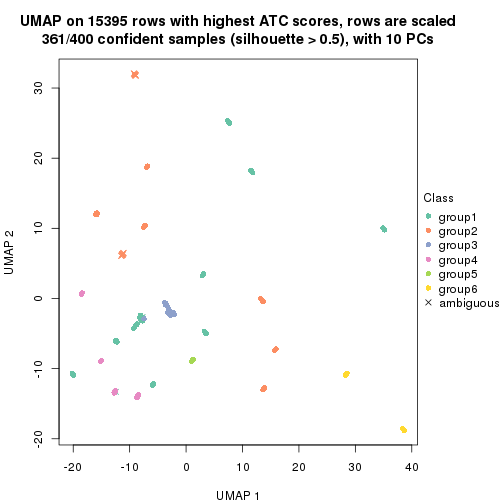 UMAP on 15395 rows with highest ATC scores, rows are scaled
361/400 confident samples (silhouette > 0.5), with 10 PCs
UMAP 2
30
20
10
0
-10
-20
-20
-10
0
10
20
30
40
UMAP 1
Class
group1
group2
group3
group4
group5
group6
ambiguous